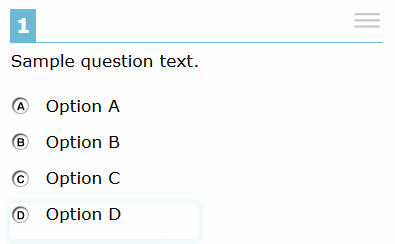 1
Sample question text.
A Option A
B Option B
C Option C
D Option D